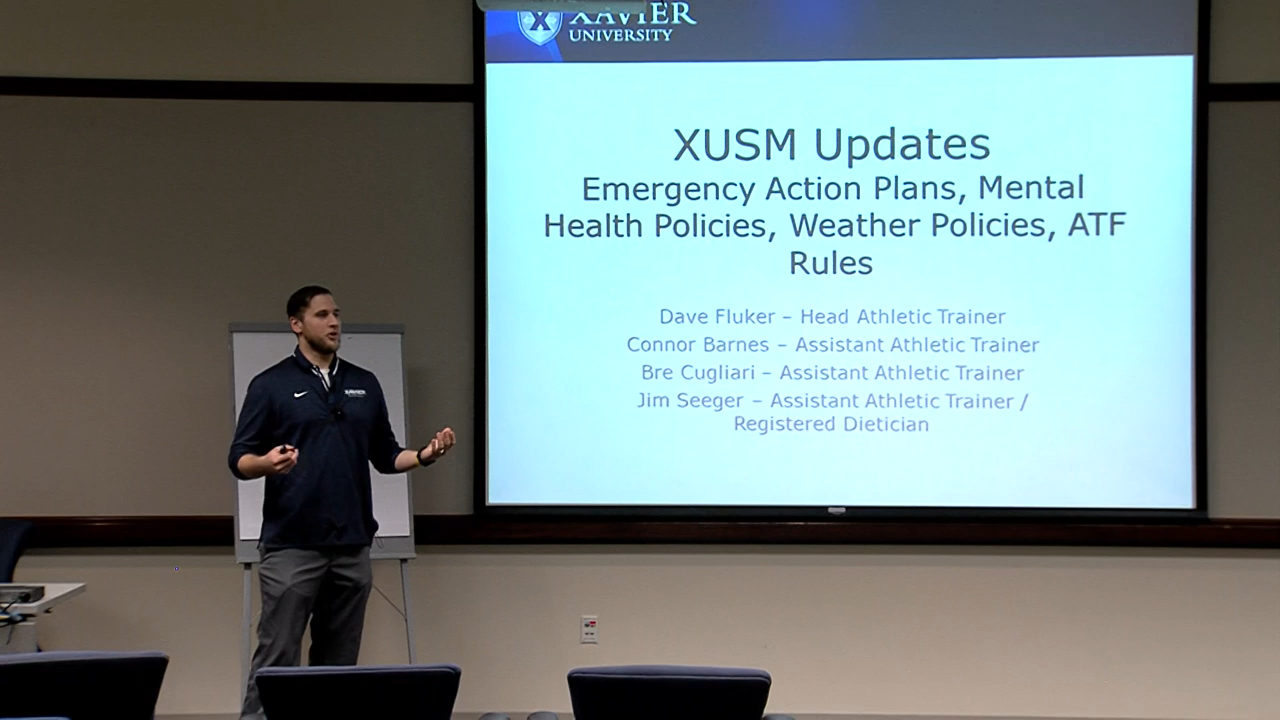 XAVIER
UNIVERSITY
XUSM Updates
Emergency Action Plans, Mental
Health Policies, Weather Policies, ATF
Rules
Dave Fluker – Head Athletic Trainer
Connor Barnes – Assistant Athletic Trainer
Bre Cugliari – Assistant Athletic Trainer
Jim Seeger – Assistant Athletic Trainer /
Registered Dietician
XAVIER